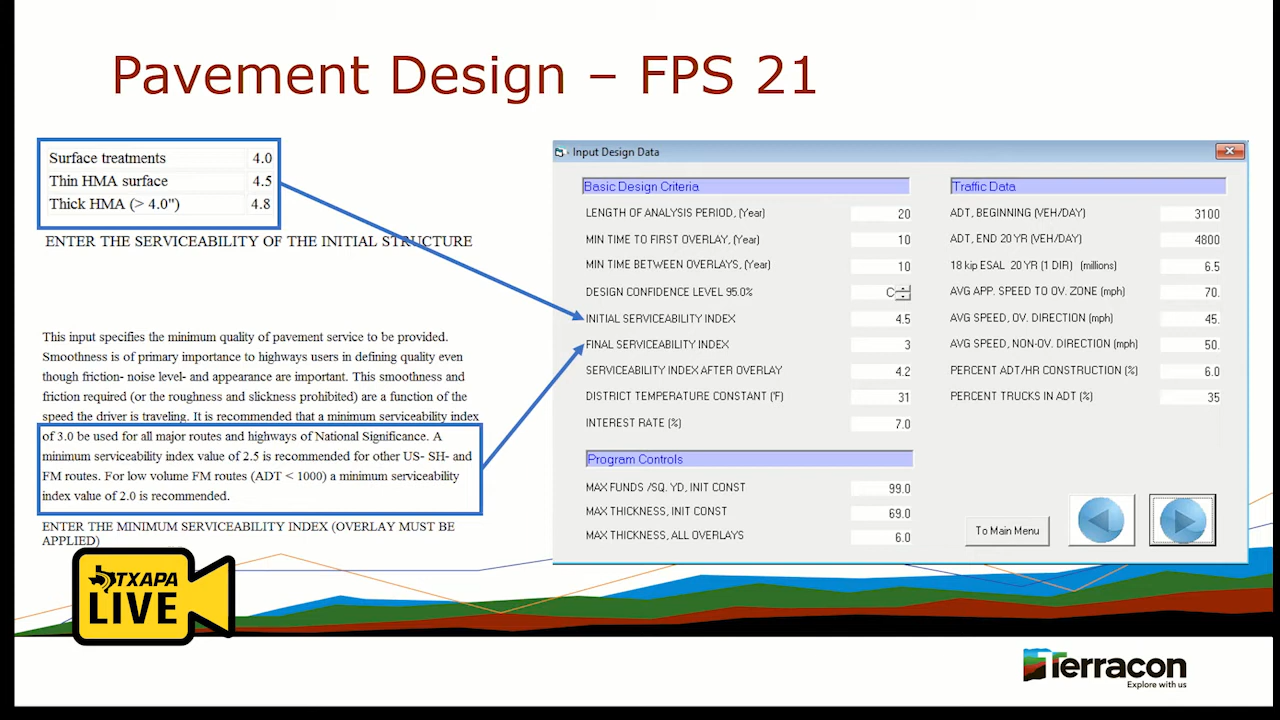 Pavement Design – FPS 21
Surface treatments 4.0
Thin HMA surface 4.5
Thick HMA (> 4.0") 4.8
ENTER THE SERVICEABILITY OF THE INITIAL STRUCTURE
This input specifies the minimum quality of pavement service to be provided.
Smoothness is of primary importance to highways users in defining quality even
though friction- noise level- and appearance are important. This smoothness and
friction required (or the roughness and slickness prohibited) are a function of the
speed the driver is traveling. It is recommended that a minimum serviceability index
of 3.0 be used for all major routes and highways of National Significance. A
minimum serviceability index value of 2.5 is recommended for other US- SH- and
FM routes. For low volume FM routes (ADT < 1000) a minimum serviceability
index value of 2.0 is recommended.
ENTER THE MINIMUM SERVICEABILITY INDEX (OVERLAY MUST BE
APPLIED)
Input Design Data
Basic Design Criteria
LENGTH OF ANALYSIS PERIOD, (Year) 20
MIN TIME TO FIRST OVERLAY, (Year) 10
MIN TIME BETWEEN OVERLAYS, (Year) 10
DESIGN CONFIDENCE LEVEL 95.0% C
INITIAL SERVICEABILITY INDEX 4.5
FINAL SERVICEABILITY INDEX 3
SERVICEABILITY INDEX AFTER OVERLAY 4.2
DISTRICT TEMPERATURE CONSTANT (°F) 31
INTEREST RATE (%) 7.0
Program Controls
MAX FUNDS /SQ. YD, INIT CONST 99.0
MAX THICKNESS, INIT CONST 69.0
MAX THICKNESS, ALL OVERLAYS 6.0
Traffic Data
ADT, BEGINNING (VEH/DAY) 3100
ADT, END 20 YR (VEH/DAY) 4800
18 kip ESAL 20 YR (1 DIR) (millions) 6.5
AVG APP. SPEED TO OV. ZONE (mph) 70.
AVG SPEED, OV. DIRECTION (mph) 45.
AVG SPEED, NON-OV. DIRECTION (mph) 50.
PERCENT ADT/HR CONSTRUCTION (%) 6.0
PERCENT TRUCKS IN ADT (%) 35
To Main Menu
TXAPA
LIVE
Terracon
Explore with us